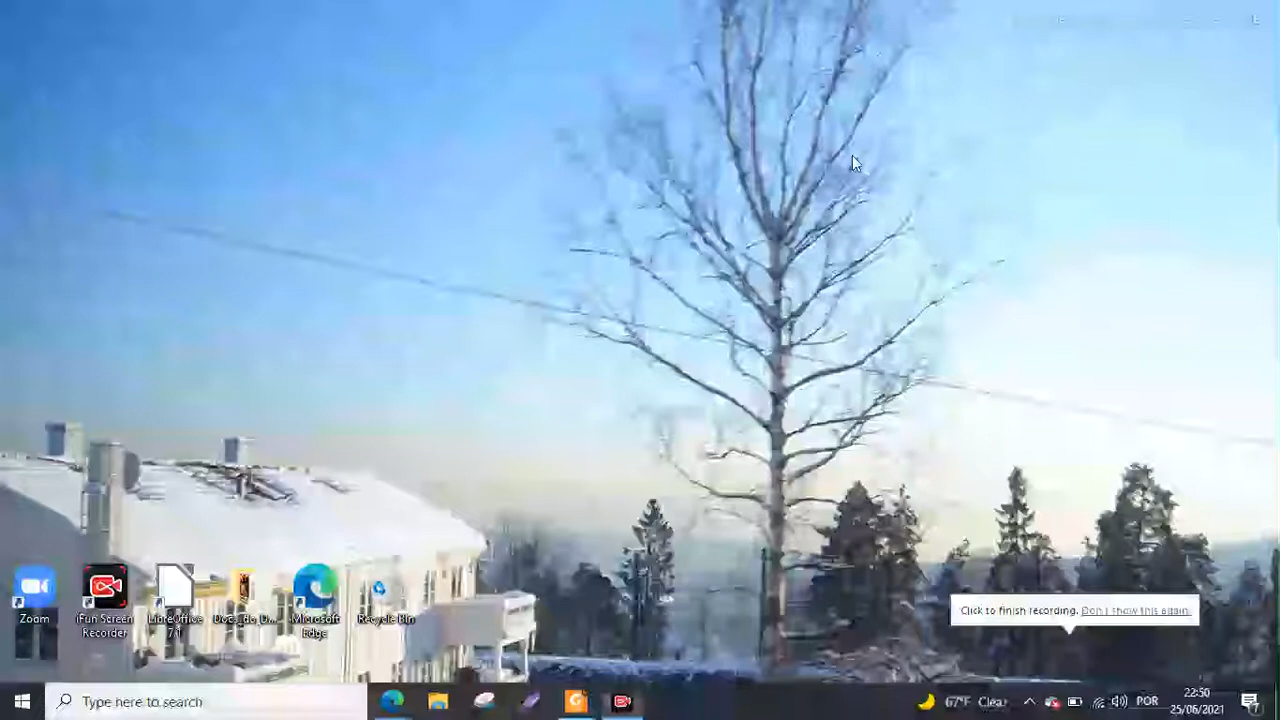 Click to finish recording. Don't show this again.
Zoom
iFun Screen
Recorder
LibreOffice
7.1
Docs_do_D...
Microsoft
Edge
Recycle Bin
Type here to search
67°F Clear
POR
22:50
25/06/2021